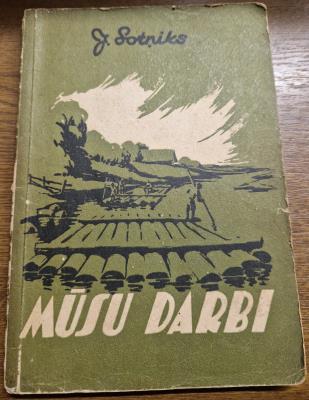 J. Sotņiks
MŪSU DARBI